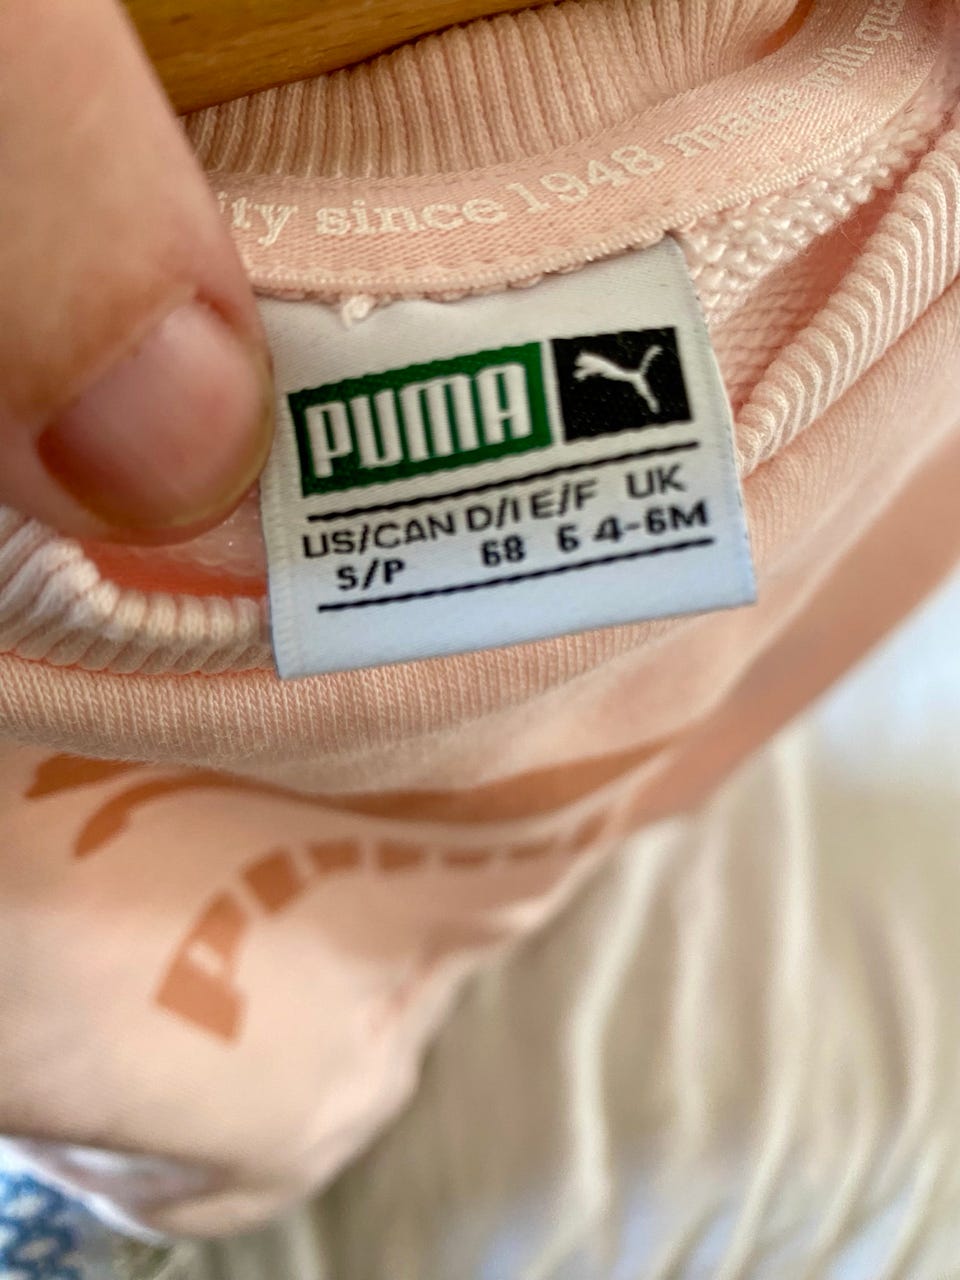 ity since 1948 made with qua
PUMA
US/CAN D/I E/F UK
S/P 68 6 4-6M